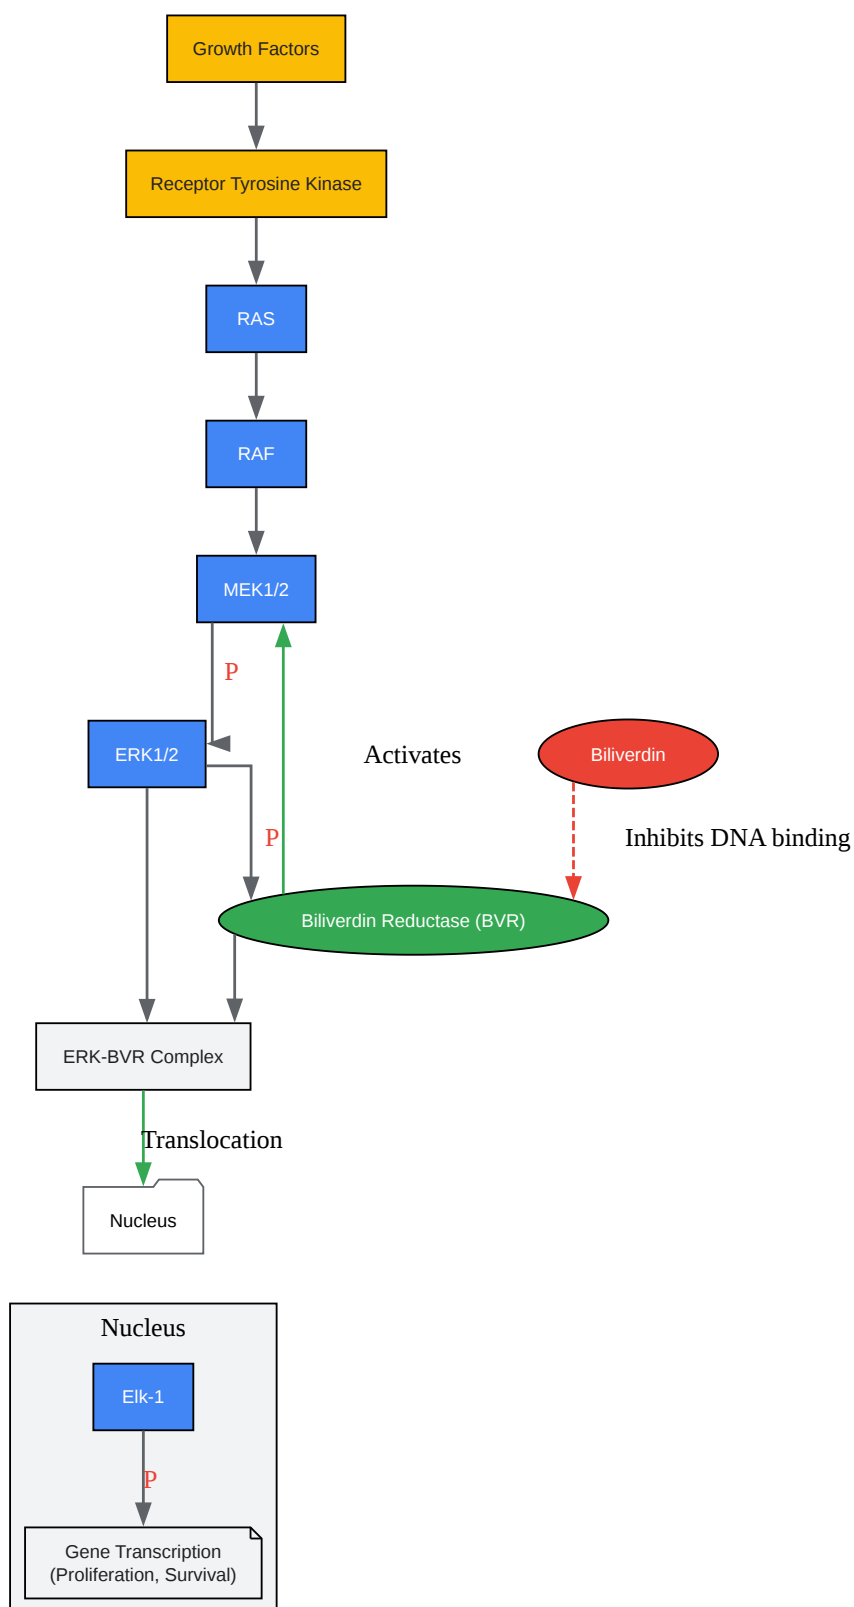 Growth Factors
Receptor Tyrosine Kinase
RAS
RAF
MEK1/2
P
ERK1/2
Activates
Biliverdin
P
Inhibits DNA binding
Biliverdin Reductase (BVR)
ERK-BVR Complex
Translocation
Nucleus
Nucleus
Elk-1
P
Gene Transcription
(Proliferation, Survival)